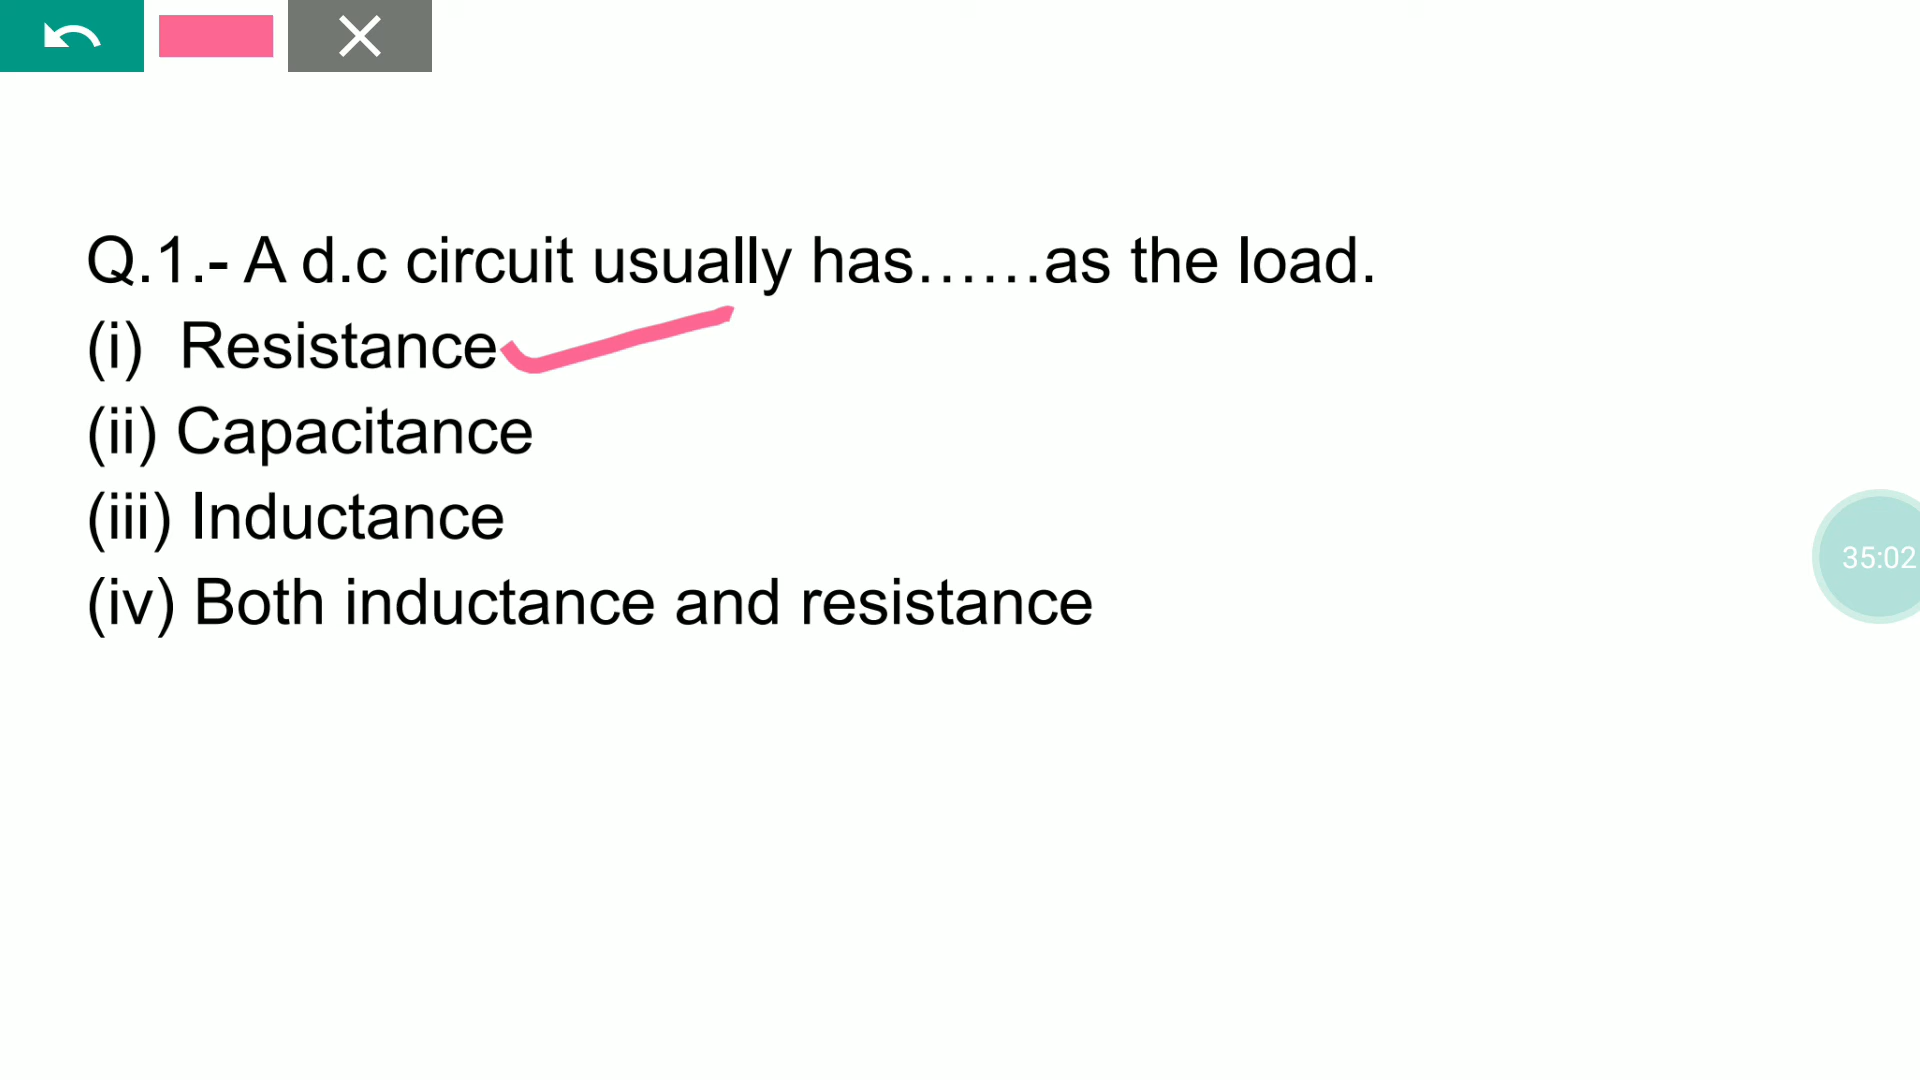 Q.1.- A d.c circuit usually has……as the load.
(i) Resistance
(ii) Capacitance
(iii) Inductance
(iv) Both inductance and resistance
35:02